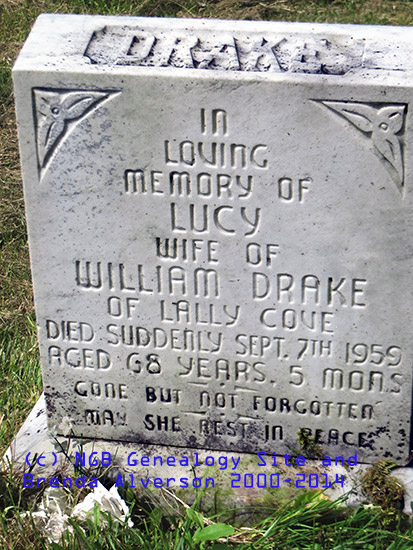 DRAKE
IN
LOVING
MEMORY OF
LUCY
WIFE OF
WILLIAM DRAKE
OF LALLY COVE
DIED SUDDENLY SEPT. 7TH 1959
AGED 68 YEARS, 5 MONS
GONE BUT NOT FORGOTTEN
MAY SHE REST IN PEACE
(c) NGB Genealogy Site and
Brenda Alverson 2000-2014